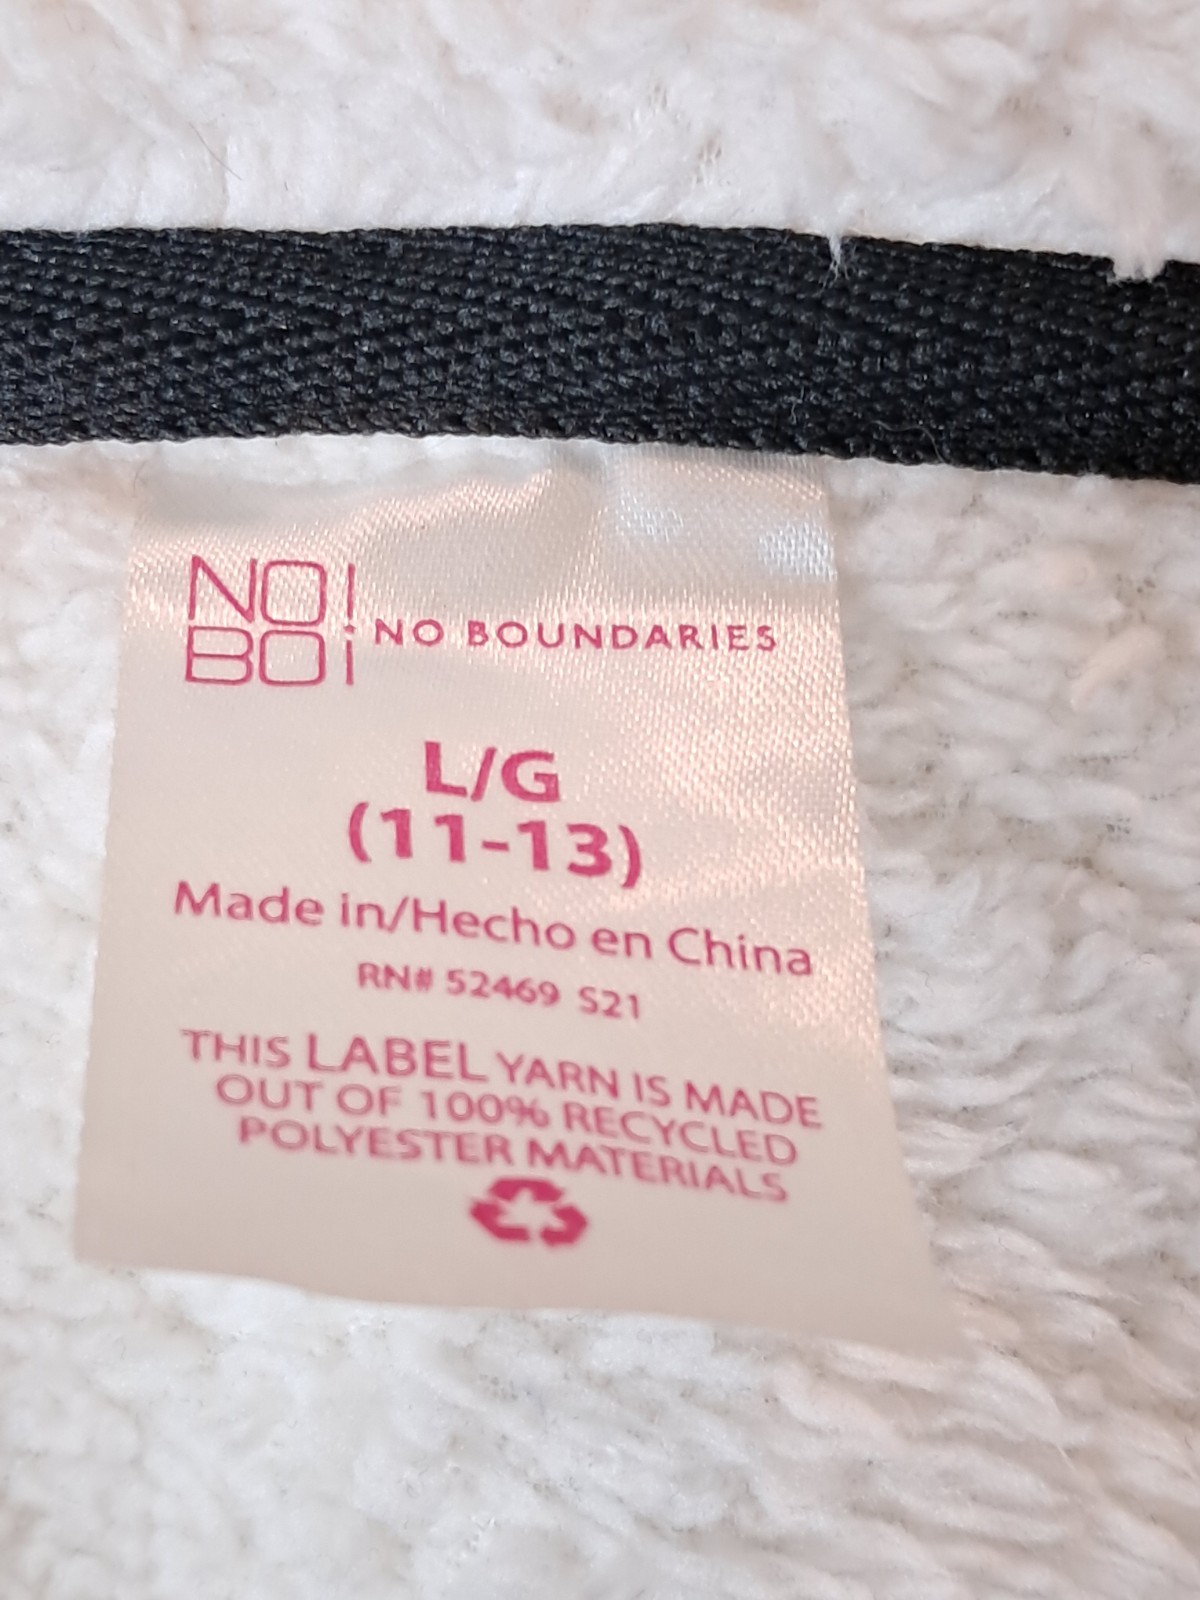 NO!
BO!
NO BOUNDARIES
L/G
(11-13)
Made in/Hecho en China
RN# 52469 S21
THIS LABEL YARN IS MADE
OUT OF 100% RECYCLED
POLYESTER MATERIALS